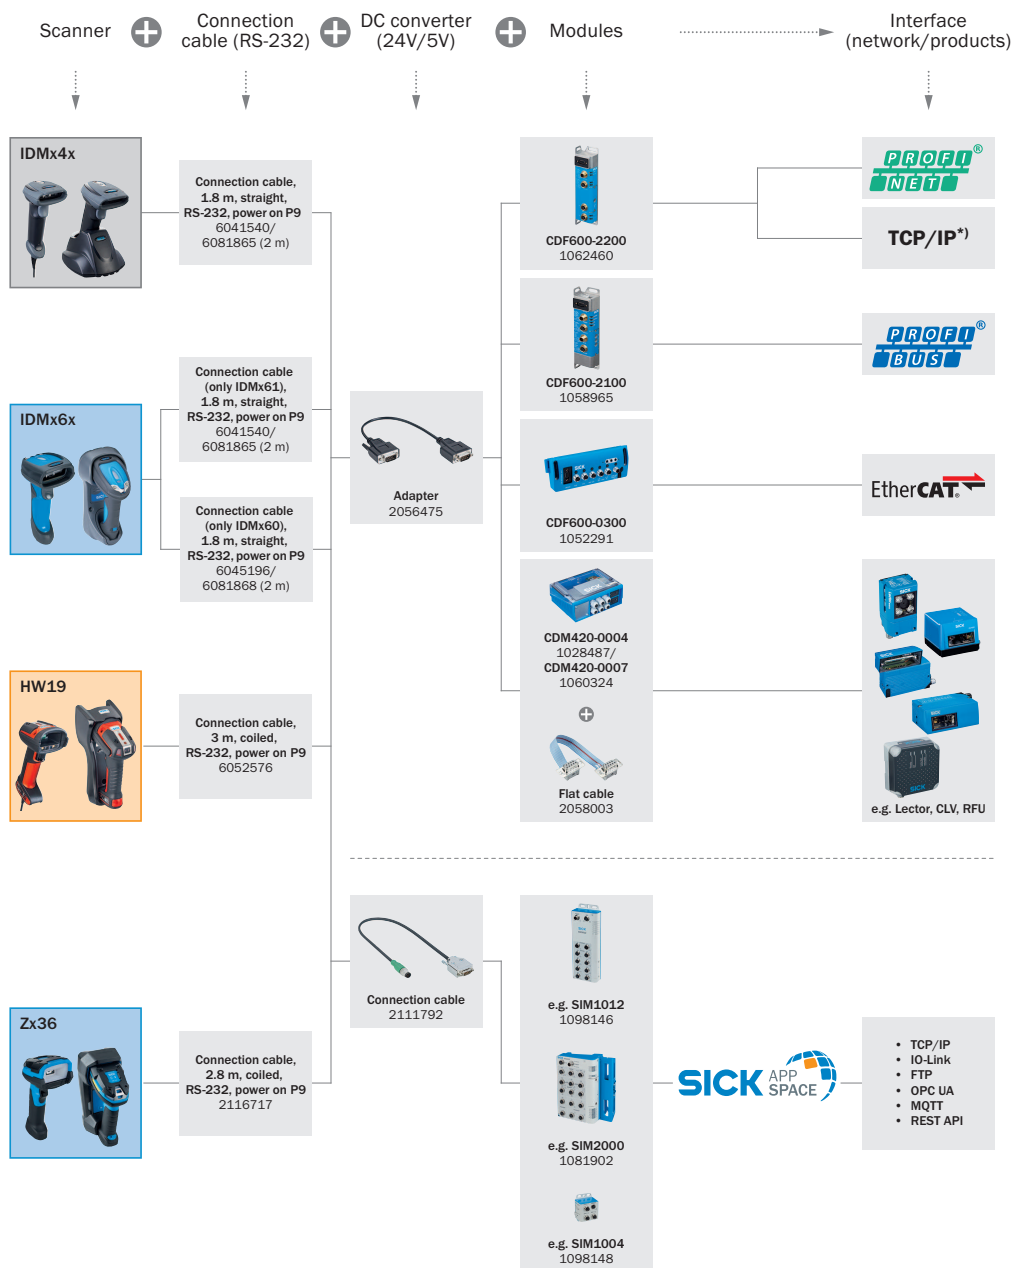 Scanner
Connection
cable (RS-232)
DC converter
(24V/5V)
Modules
Interface
(network/products)
IDMx4x
Connection cable,
1.8 m, straight,
RS-232, power on P9
6041540/
6081865 (2 m)
CDF600-2200
1062460
PROFI®
NET
TCP/IP*)
CDF600-2100
1058965
PROFI®
BUS
IDMx6x
Connection cable
(only IDMx61),
1.8 m, straight,
RS-232, power on P9
6041540/
6081865 (2 m)
Connection cable
(only IDMx60),
1.8 m, straight,
RS-232, power on P9
6045196/
6081868 (2 m)
Adapter
2056475
SICK
CDF600-0300
1052291
EtherCAT®
CDM420-0004
1028487/
CDM420-0007
1060324
Flat cable
2058003
SICK
SICK
SICK
SICK
e.g. Lector, CLV, RFU
HW19
Connection cable,
3 m, coiled,
RS-232, power on P9
6052576
Connection cable
2111792
SICK
e.g. SIM1012
1098146
Zx36
Connection cable,
2.8 m, coiled,
RS-232, power on P9
2116717
e.g. SIM2000
1081902
e.g. SIM1004
1098148
SICK APP
SPACE
• TCP/IP
• IO-Link
• FTP
• OPC UA
• MQTT
• REST API